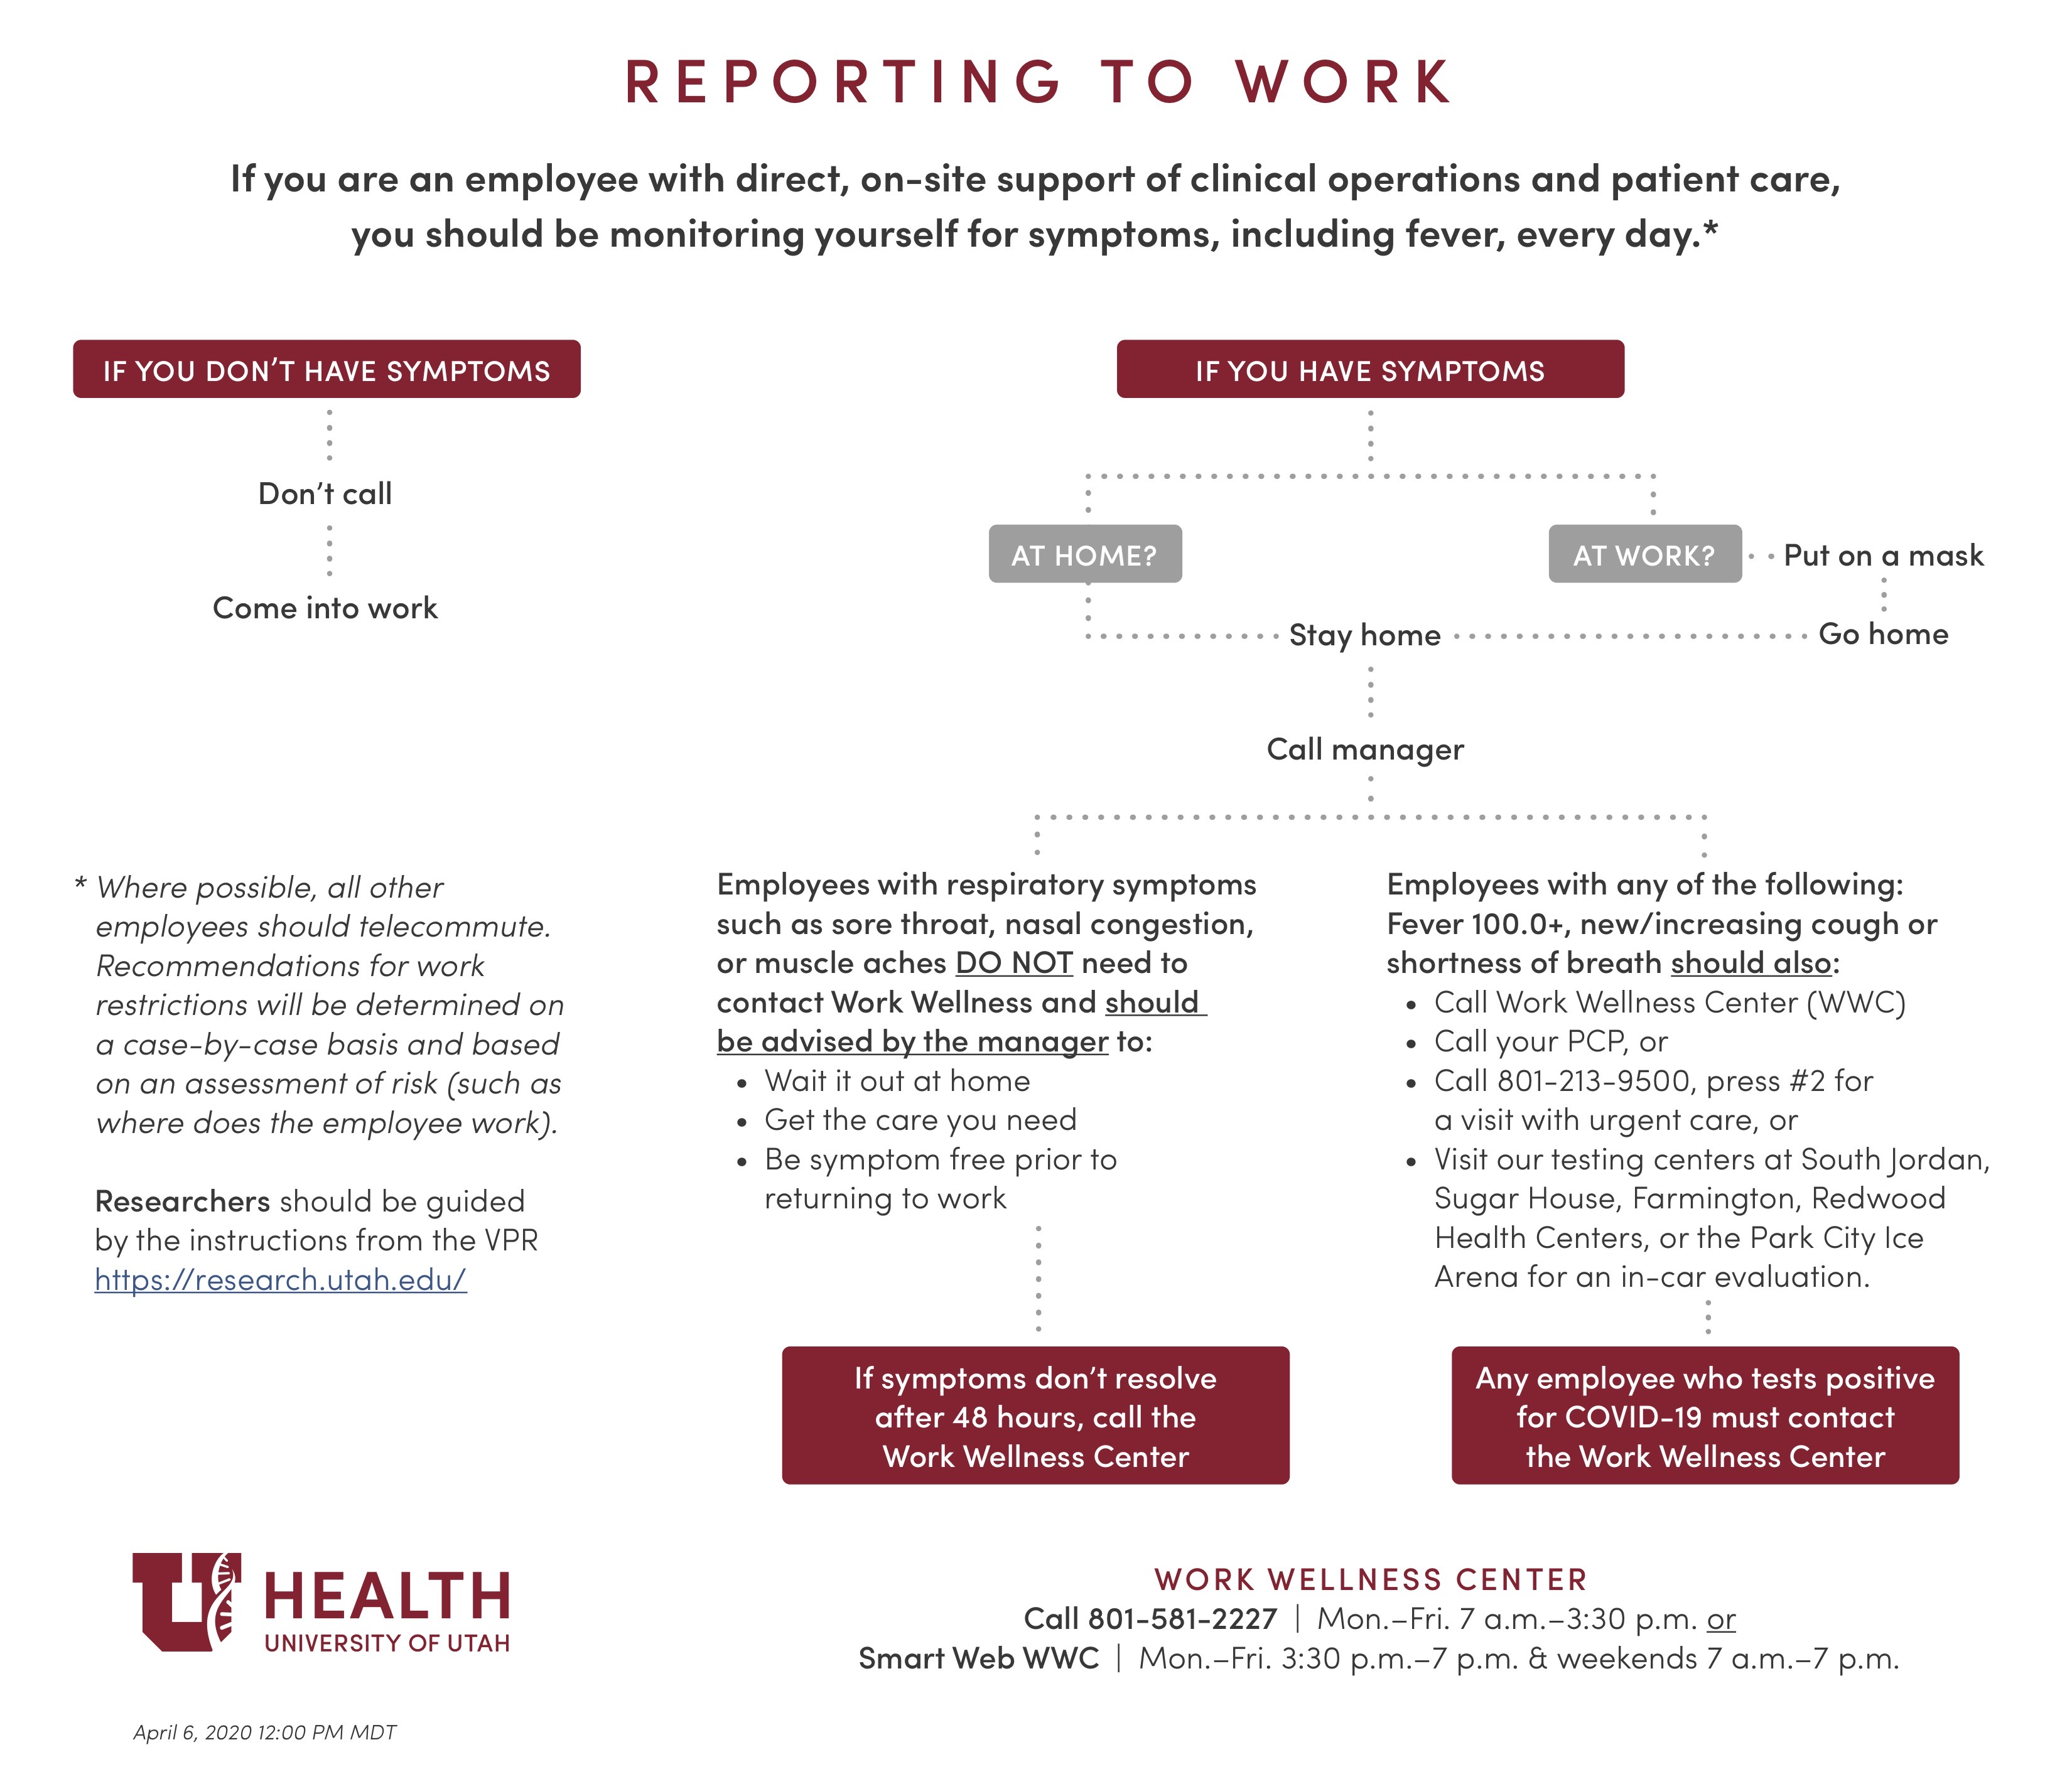 REPORTING TO WORK
If you are an employee with direct, on-site support of clinical operations and patient care,
you should be monitoring yourself for symptoms, including fever, every day.*
IF YOU DON'T HAVE SYMPTOMS
Don't call
Come into work
IF YOU HAVE SYMPTOMS
AT HOME?
AT WORK?
Put on a mask
Stay home
Go home
Call manager
* Where possible, all other
employees should telecommute.
Recommendations for work
restrictions will be determined on
a case-by-case basis and based
on an assessment of risk (such as
where does the employee work).
Researchers should be guided
by the instructions from the VPR
https://research.utah.edu/
Employees with respiratory symptoms
such as sore throat, nasal congestion,
or muscle aches DO NOT need to
contact Work Wellness and should
be advised by the manager to:
• Wait it out at home
• Get the care you need
• Be symptom free prior to
returning to work
If symptoms don't resolve
after 48 hours, call the
Work Wellness Center
Employees with any of the following:
Fever 100.0+, new/increasing cough or
shortness of breath should also:
• Call Work Wellness Center (WWC)
• Call your PCP, or
• Call 801-213-9500, press #2 for
a visit with urgent care, or
• Visit our testing centers at South Jordan,
Sugar House, Farmington, Redwood
Health Centers, or the Park City Ice
Arena for an in-car evaluation.
Any employee who tests positive
for COVID-19 must contact
the Work Wellness Center
U HEALTH
UNIVERSITY OF UTAH
WORK WELLNESS CENTER
Call 801-581-2227 | Mon.–Fri. 7 a.m.–3:30 p.m. or
Smart Web WWC | Mon.–Fri. 3:30 p.m.–7 p.m. & weekends 7 a.m.–7 p.m.
April 6, 2020 12:00 PM MDT